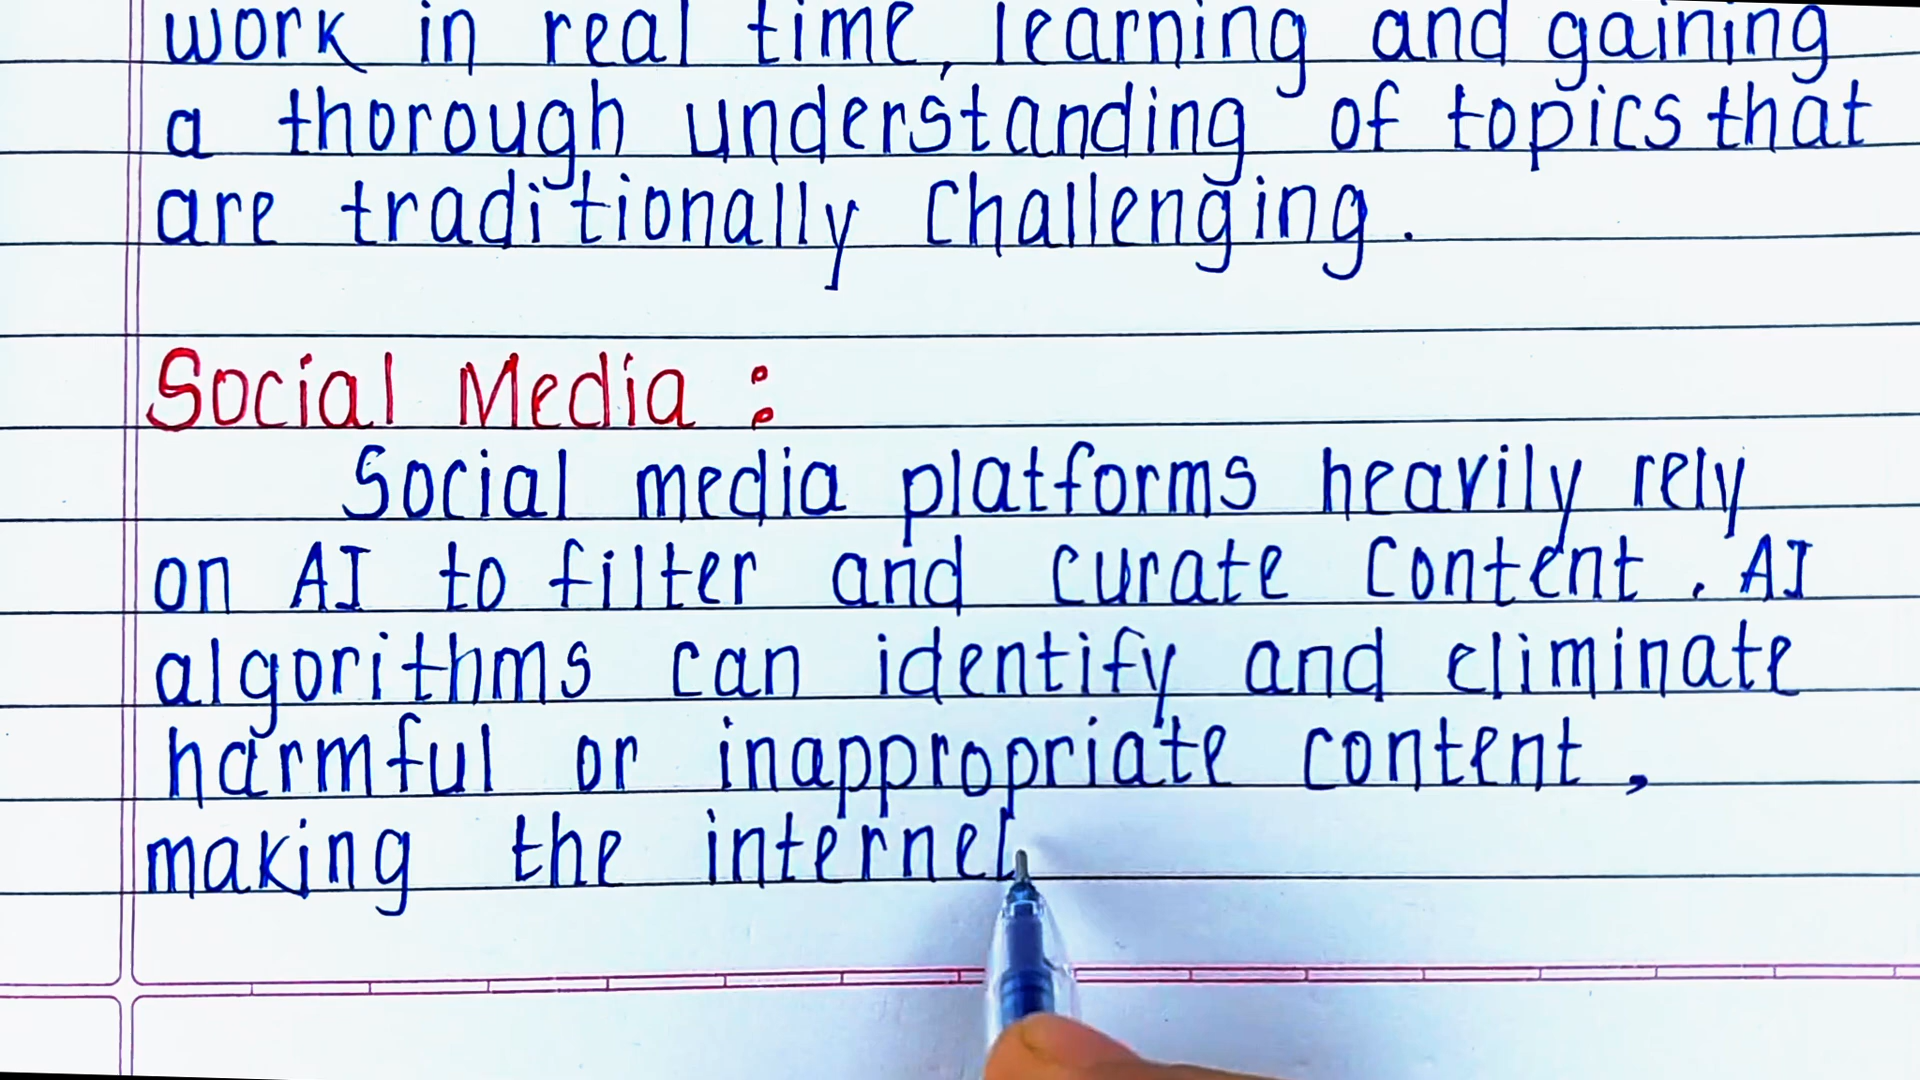 work in real time, learning and gaining
a thorough understanding of topics that
are traditionally challenging.
Social Media :
Social media platforms heavily rely
on AI to filter and curate content. AI
algorithms can identify and eliminate
harmful or inappropriate content,
making the internet